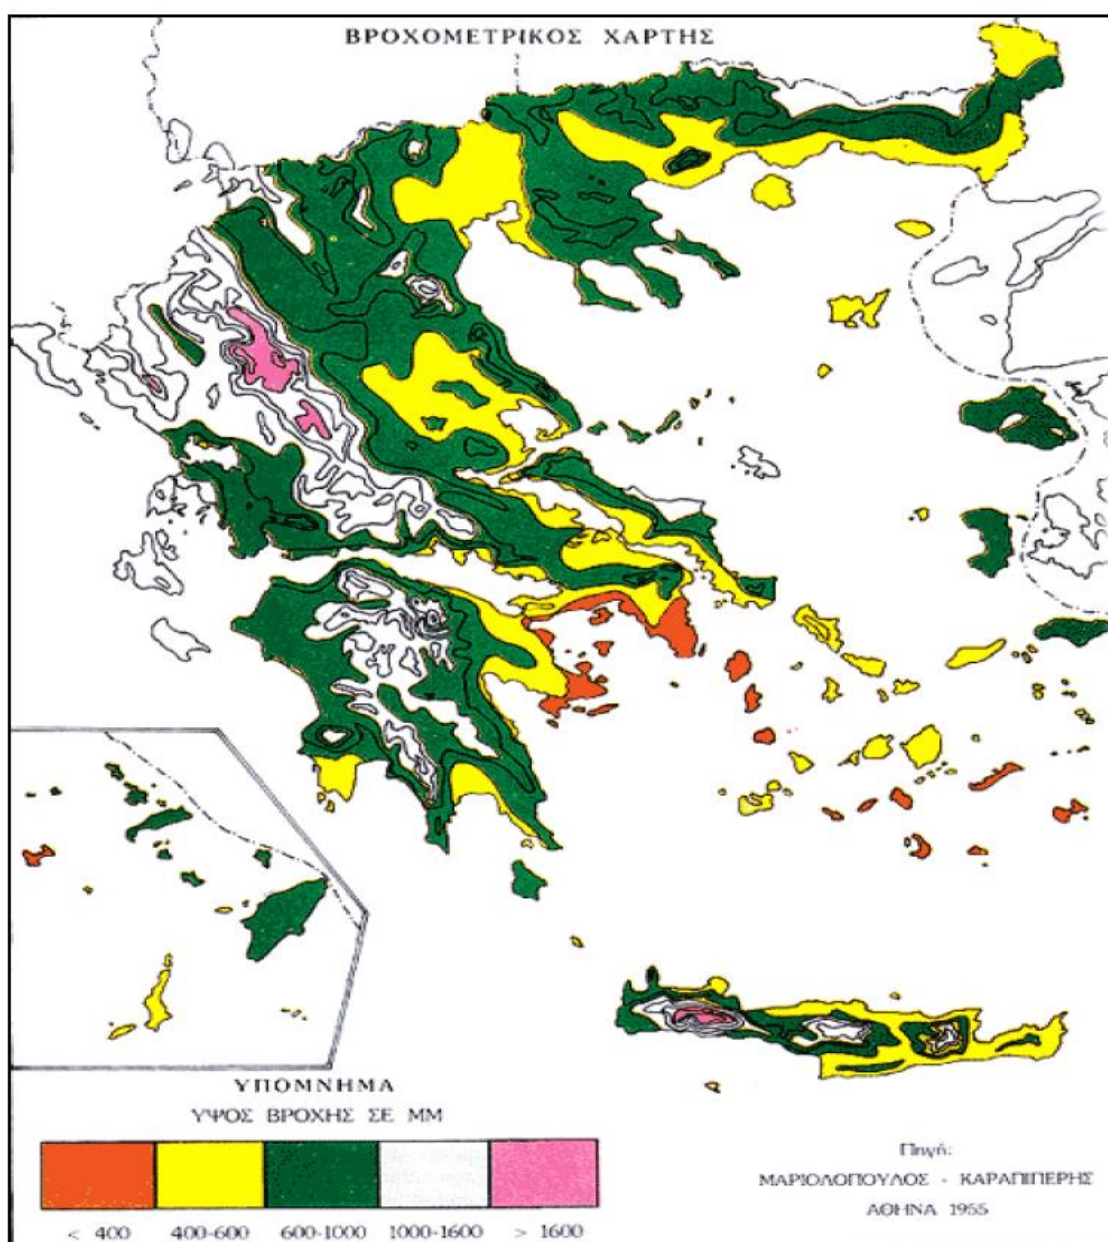 ΒΡΟΧΟΜΕΤΡΙΚΟΣ ΧΑΡΤΗΣ
ΥΠΟΜΝΗΜΑ
ΥΨΟΣ ΒΡΟΧΗΣ ΣΕ ΜΜ
< 400 400-600 600-1000 1000-1600 > 1600
Πηγή:
ΜΑΡΙΟΛΟΠΟΥΛΟΣ - ΚΑΡΑΠΙΠΕΡΗΣ
ΑΘΗΝΑ 1955